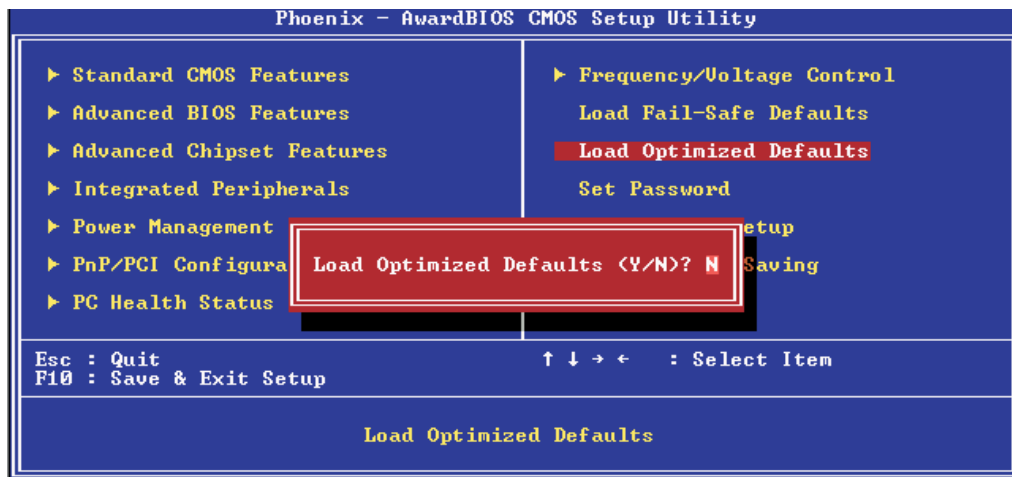 Phoenix - AwardBIOS CMOS Setup Utility
▶ Standard CMOS Features
▶ Advanced BIOS Features
▶ Advanced Chipset Features
▶ Integrated Peripherals
▶ Power Management
▶ PnP/PCI Configura
▶ PC Health Status
▶ Frequency/Voltage Control
Load Fail-Safe Defaults
Load Optimized Defaults
Set Password
etup
Saving
Load Optimized Defaults (Y/N)? N
Esc : Quit
F10 : Save & Exit Setup
↑ ↓ → ← : Select Item
Load Optimized Defaults